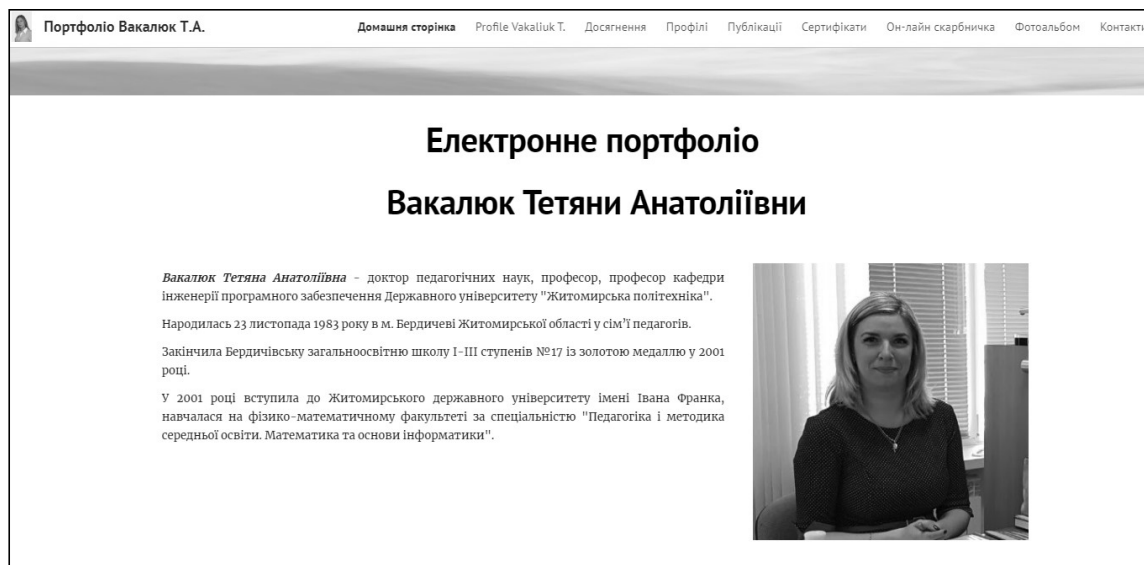 Портфоліо Вакалюк Т.А.
Домашня сторінка Profile Vakaliuk T. Досягнення Профілі Публікації Сертифікати Он-лайн скарбничка Фотоальбом Контакти
Електронне портфоліо
Вакалюк Тетяни Анатоліївни
Вакалюк Тетяна Анатоліївна - доктор педагогічних наук, професор, професор кафедри
інженерії програмного забезпечення Державного університету "Житомирська політехніка".
Народилась 23 листопада 1983 року в м. Бердичеві Житомирської області у сім’ї педагогів.
Закінчила Бердичівську загальноосвітню школу І-ІІІ ступенів №17 із золотою медаллю у 2001
році.
У 2001 році вступила до Житомирського державного університету імені Івана Франка,
навчалася на фізико-математичному факультеті за спеціальністю "Педагогіка і методика
середньої освіти. Математика та основи інформатики".